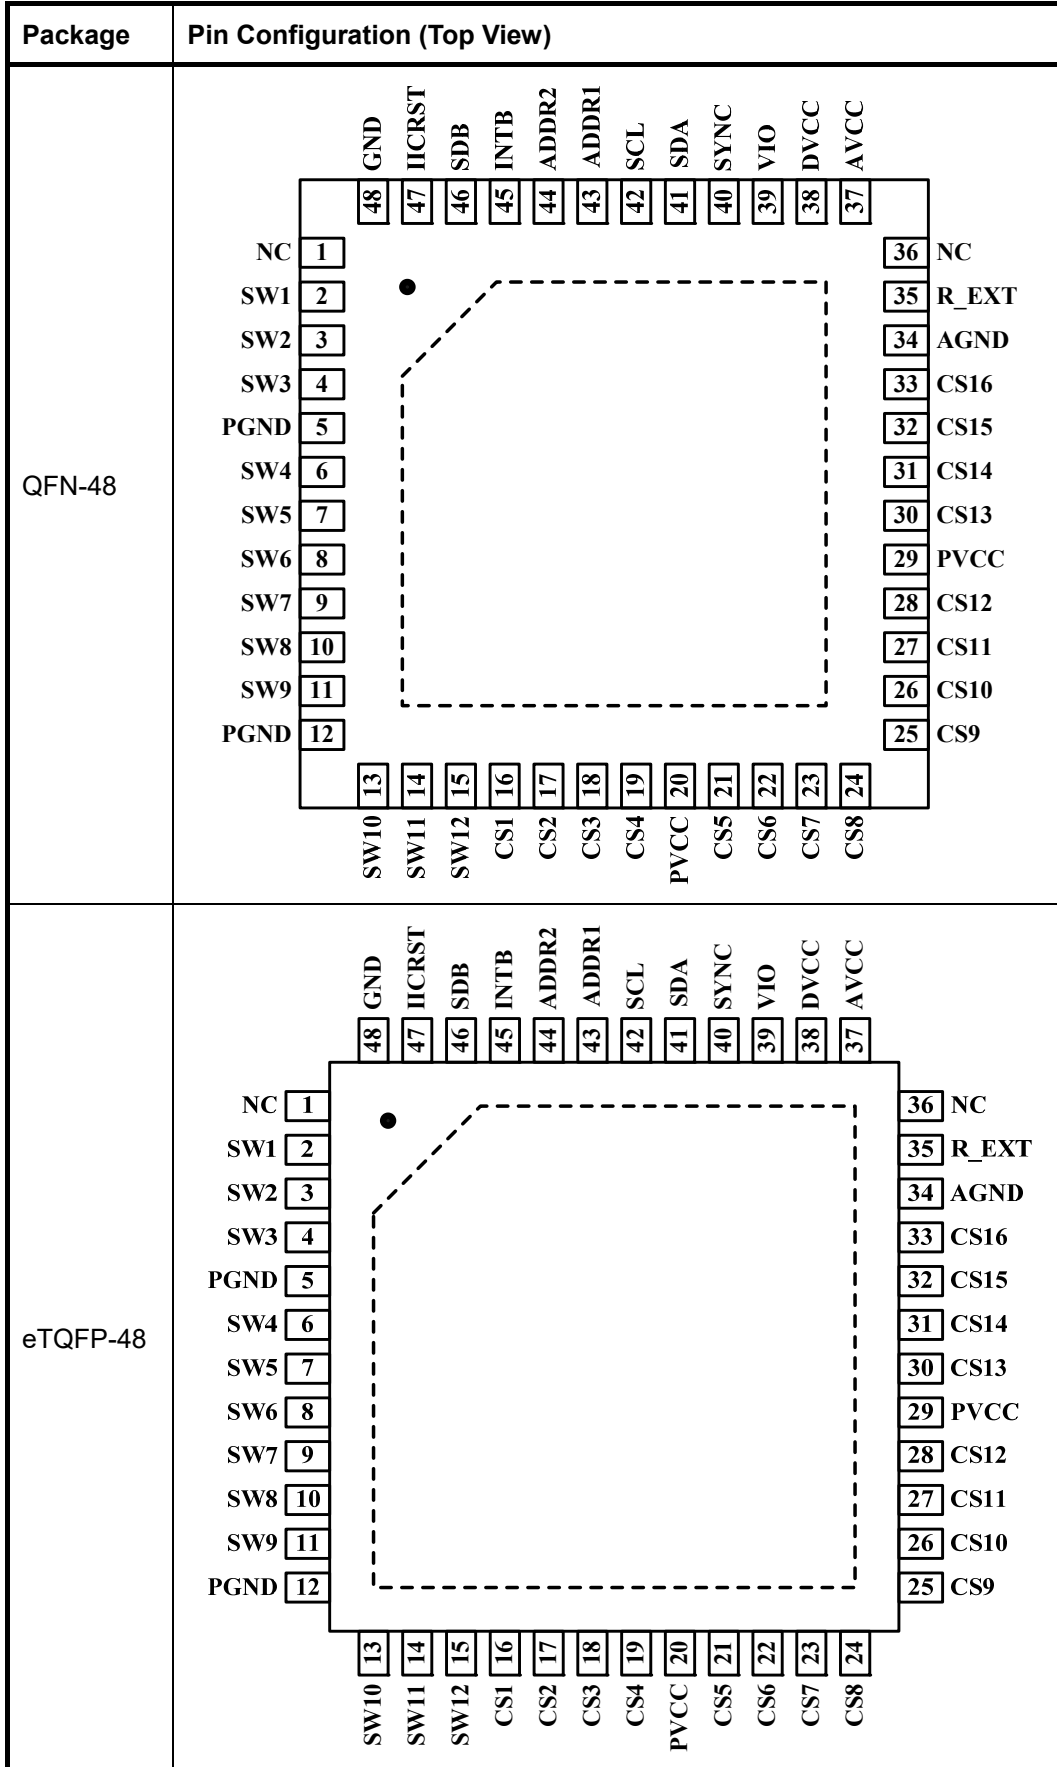 Package Pin Configuration (Top View)
QFN-48
GND IICRST SDB INTB ADDR2 ADDR1 SCL SDA SYNC VIO DVCC AVCC
48 47 46 45 44 43 42 41 40 39 38 37
NC 1 36 NC
SW1 2 35 R_EXT
SW2 3 34 AGND
SW3 4 33 CS16
PGND 5 32 CS15
SW4 6 31 CS14
SW5 7 30 CS13
SW6 8 29 PVCC
SW7 9 28 CS12
SW8 10 27 CS11
SW9 11 26 CS10
PGND 12 25 CS9
13 14 15 16 17 18 19 20 21 22 23 24
SW10 SW11 SW12 CS1 CS2 CS3 CS4 PVCC CS5 CS6 CS7 CS8
eTQFP-48
GND IICRST SDB INTB ADDR2 ADDR1 SCL SDA SYNC VIO DVCC AVCC
48 47 46 45 44 43 42 41 40 39 38 37
NC 1 36 NC
SW1 2 35 R_EXT
SW2 3 34 AGND
SW3 4 33 CS16
PGND 5 32 CS15
SW4 6 31 CS14
SW5 7 30 CS13
SW6 8 29 PVCC
SW7 9 28 CS12
SW8 10 27 CS11
SW9 11 26 CS10
PGND 12 25 CS9
13 14 15 16 17 18 19 20 21 22 23 24
SW10 SW11 SW12 CS1 CS2 CS3 CS4 PVCC CS5 CS6 CS7 CS8